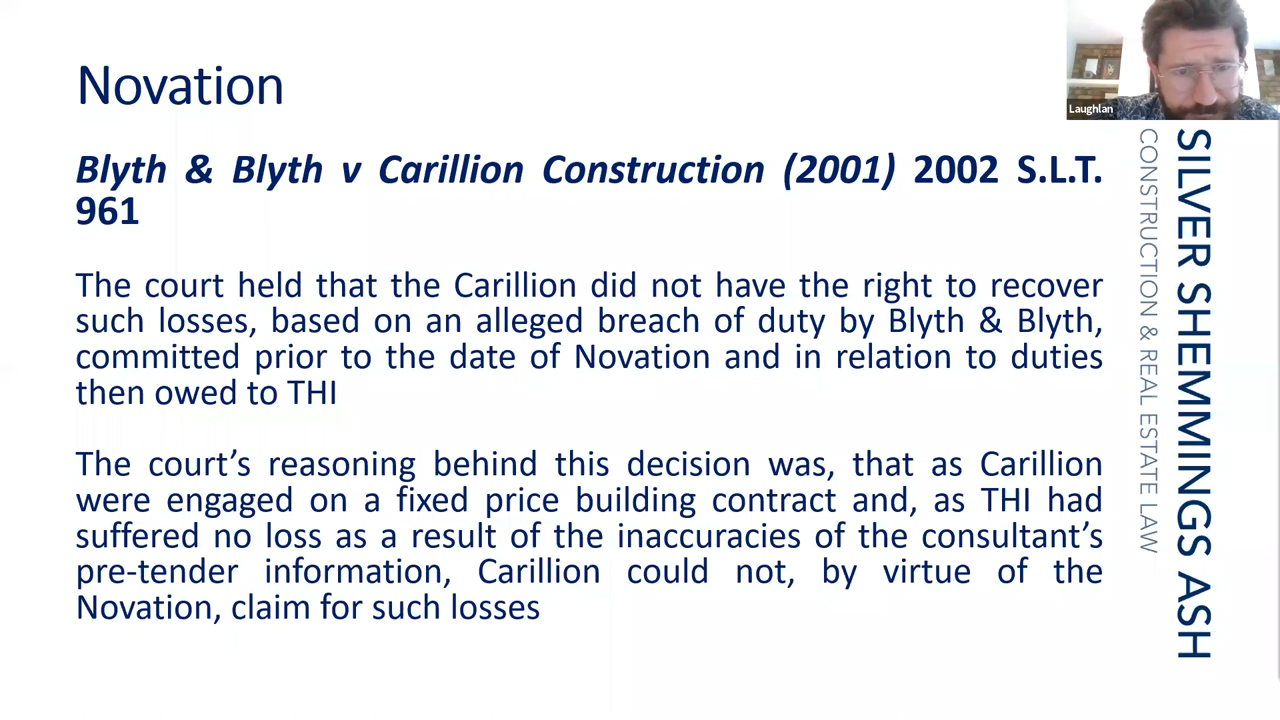 Novation
Blyth & Blyth v Carillion Construction (2001) 2002 S.L.T.
961
The court held that the Carillion did not have the right to recover
such losses, based on an alleged breach of duty by Blyth & Blyth,
committed prior to the date of Novation and in relation to duties
then owed to THI
The court’s reasoning behind this decision was, that as Carillion
were engaged on a fixed price building contract and, as THI had
suffered no loss as a result of the inaccuracies of the consultant’s
pre-tender information, Carillion could not, by virtue of the
Novation, claim for such losses
Laughlan
SILVER SHEMMINGS ASH
CONSTRUCTION & REAL ESTATE LAW